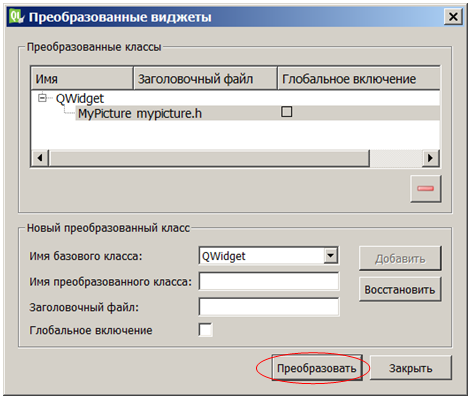 Qt Преобразованные виджеты
Преобразованные классы
Имя Заголовочный файл Глобальное включение
QWidget
MyPicture mypicture.h
Новый преобразованный класс
Имя базового класса: QWidget Добавить
Имя преобразованного класса: Восстановить
Заголовочный файл:
Глобальное включение
Преобразовать Закрыть